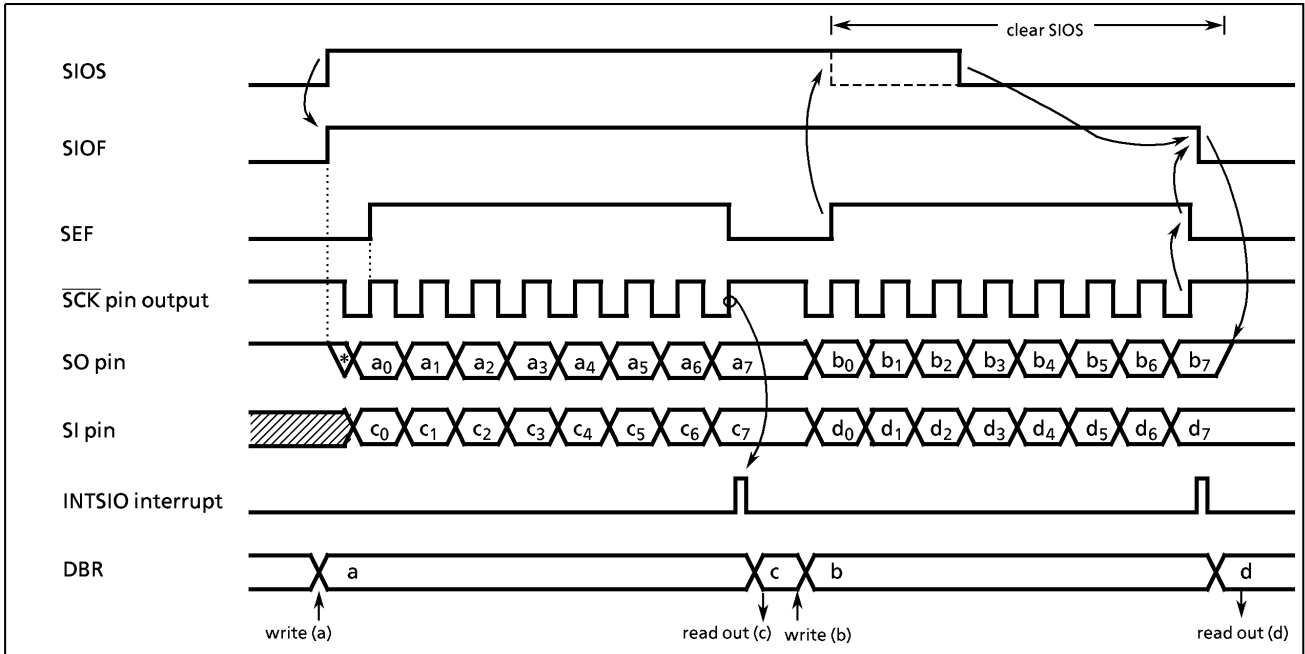 clear SIOS
SIOS
SIOF
SEF
S̅C̅K̅ pin output
SO pin * a₀ a₁ a₂ a₃ a₄ a₅ a₆ a₇ b₀ b₁ b₂ b₃ b₄ b₅ b₆ b₇
SI pin c₀ c₁ c₂ c₃ c₄ c₅ c₆ c₇ d₀ d₁ d₂ d₃ d₄ d₅ d₆ d₇
INTSIO interrupt
DBR a c b d
write (a) read out (c) write (b) read out (d)